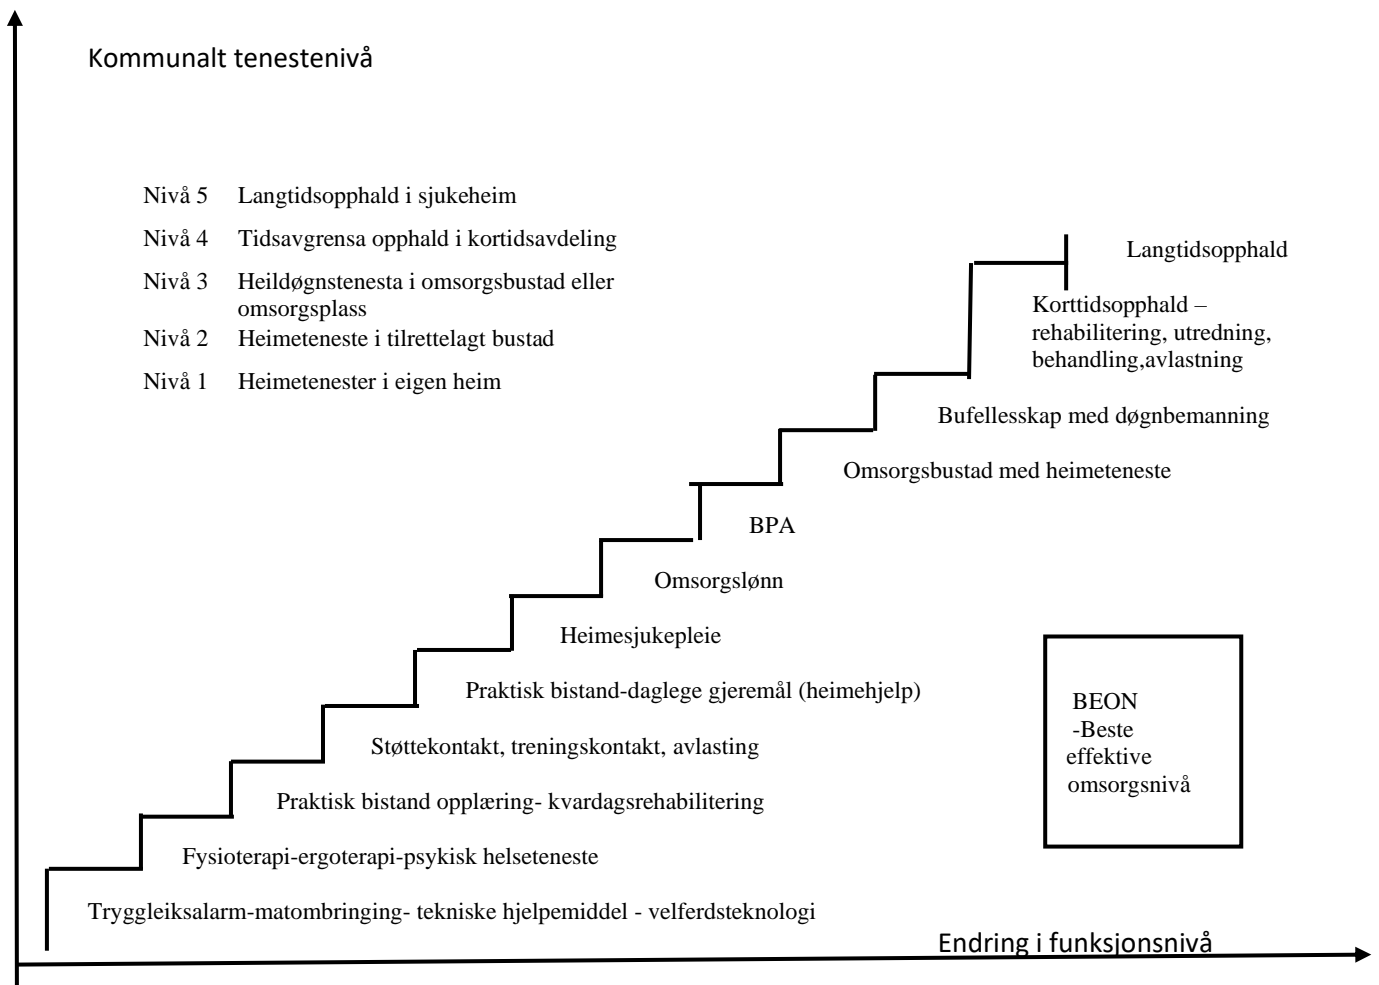 Kommunalt tenestenivå
Nivå 5 Langtidsopphald i sjukeheim
Nivå 4 Tidsavgrensa opphald i kortidsavdeling
Nivå 3 Heildøgnstenesta i omsorgsbustad eller
omsorgsplass
Nivå 2 Heimeteneste i tilrettelagt bustad
Nivå 1 Heimetenester i eigen heim
Langtidsopphald
Korttidsopphald –
rehabilitering, utredning,
behandling,avlastning
Bufellesskap med døgnbemanning
Omsorgsbustad med heimeteneste
BPA
Omsorgslønn
Heimesjukepleie
Praktisk bistand-daglege gjeremål (heimehjelp)
Støttekontakt, treningskontakt, avlasting
Praktisk bistand opplæring- kvardagsrehabilitering
Fysioterapi-ergoterapi-psykisk helseteneste
Tryggleiksalarm-matombringing- tekniske hjelpemiddel - velferdsteknologi
BEON
-Beste
effektive
omsorgsnivå
Endring i funksjonsnivå